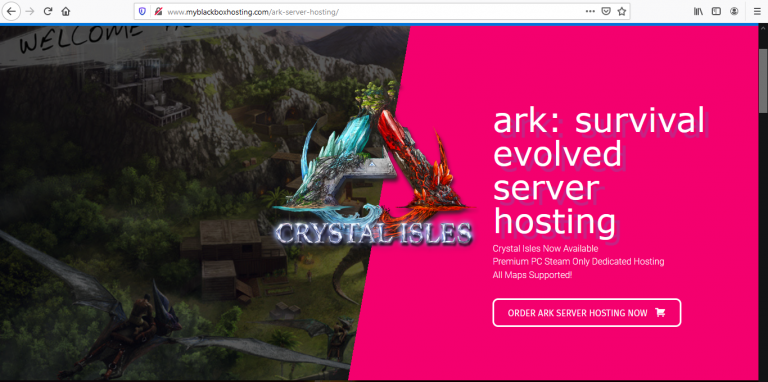 www.myblackboxhosting.com/ark-server-hosting/
WELCOME
CRYSTAL ISLES
ark: survival
evolved
server
hosting
Crystal Isles Now Available
Premium PC Steam Only Dedicated Hosting
All Maps Supported!
ORDER ARK SERVER HOSTING NOW